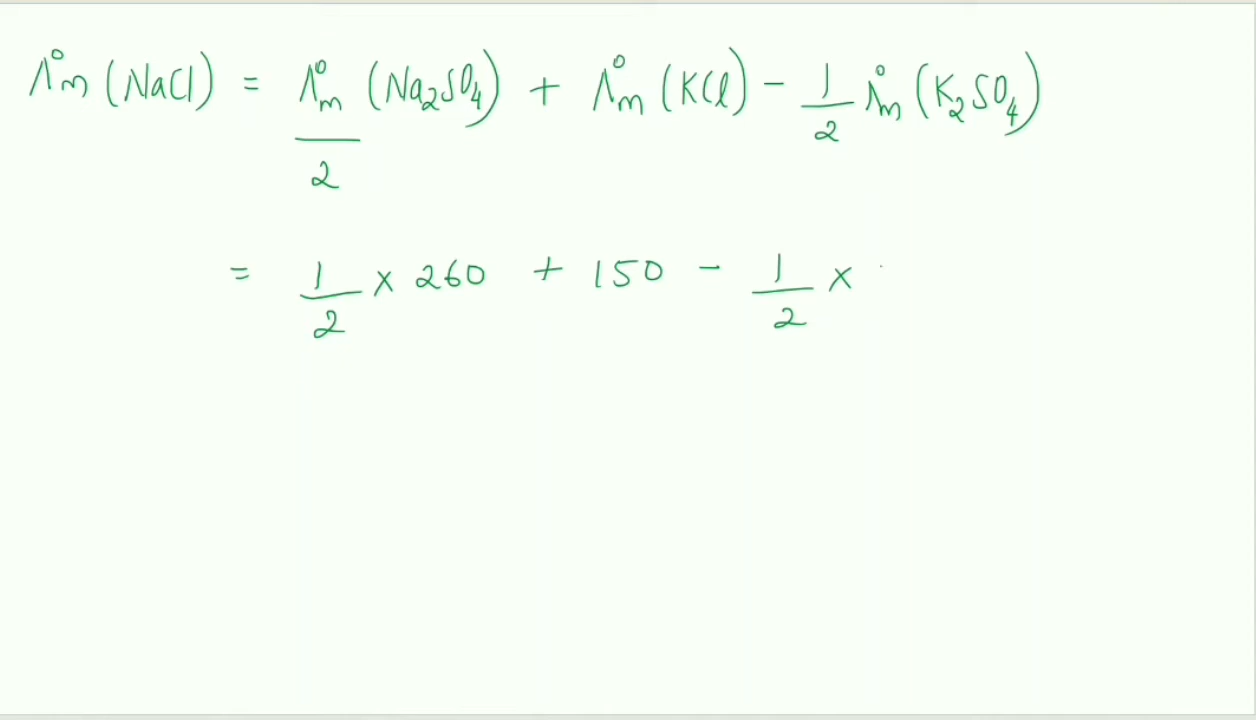 Λ°m (NaCl) = Λ°m/2 (Na₂SO₄) + Λ°m (KCl) - 1/2 Λ°m (K₂SO₄)
= 1/2 × 260 + 150 - 1/2 ×